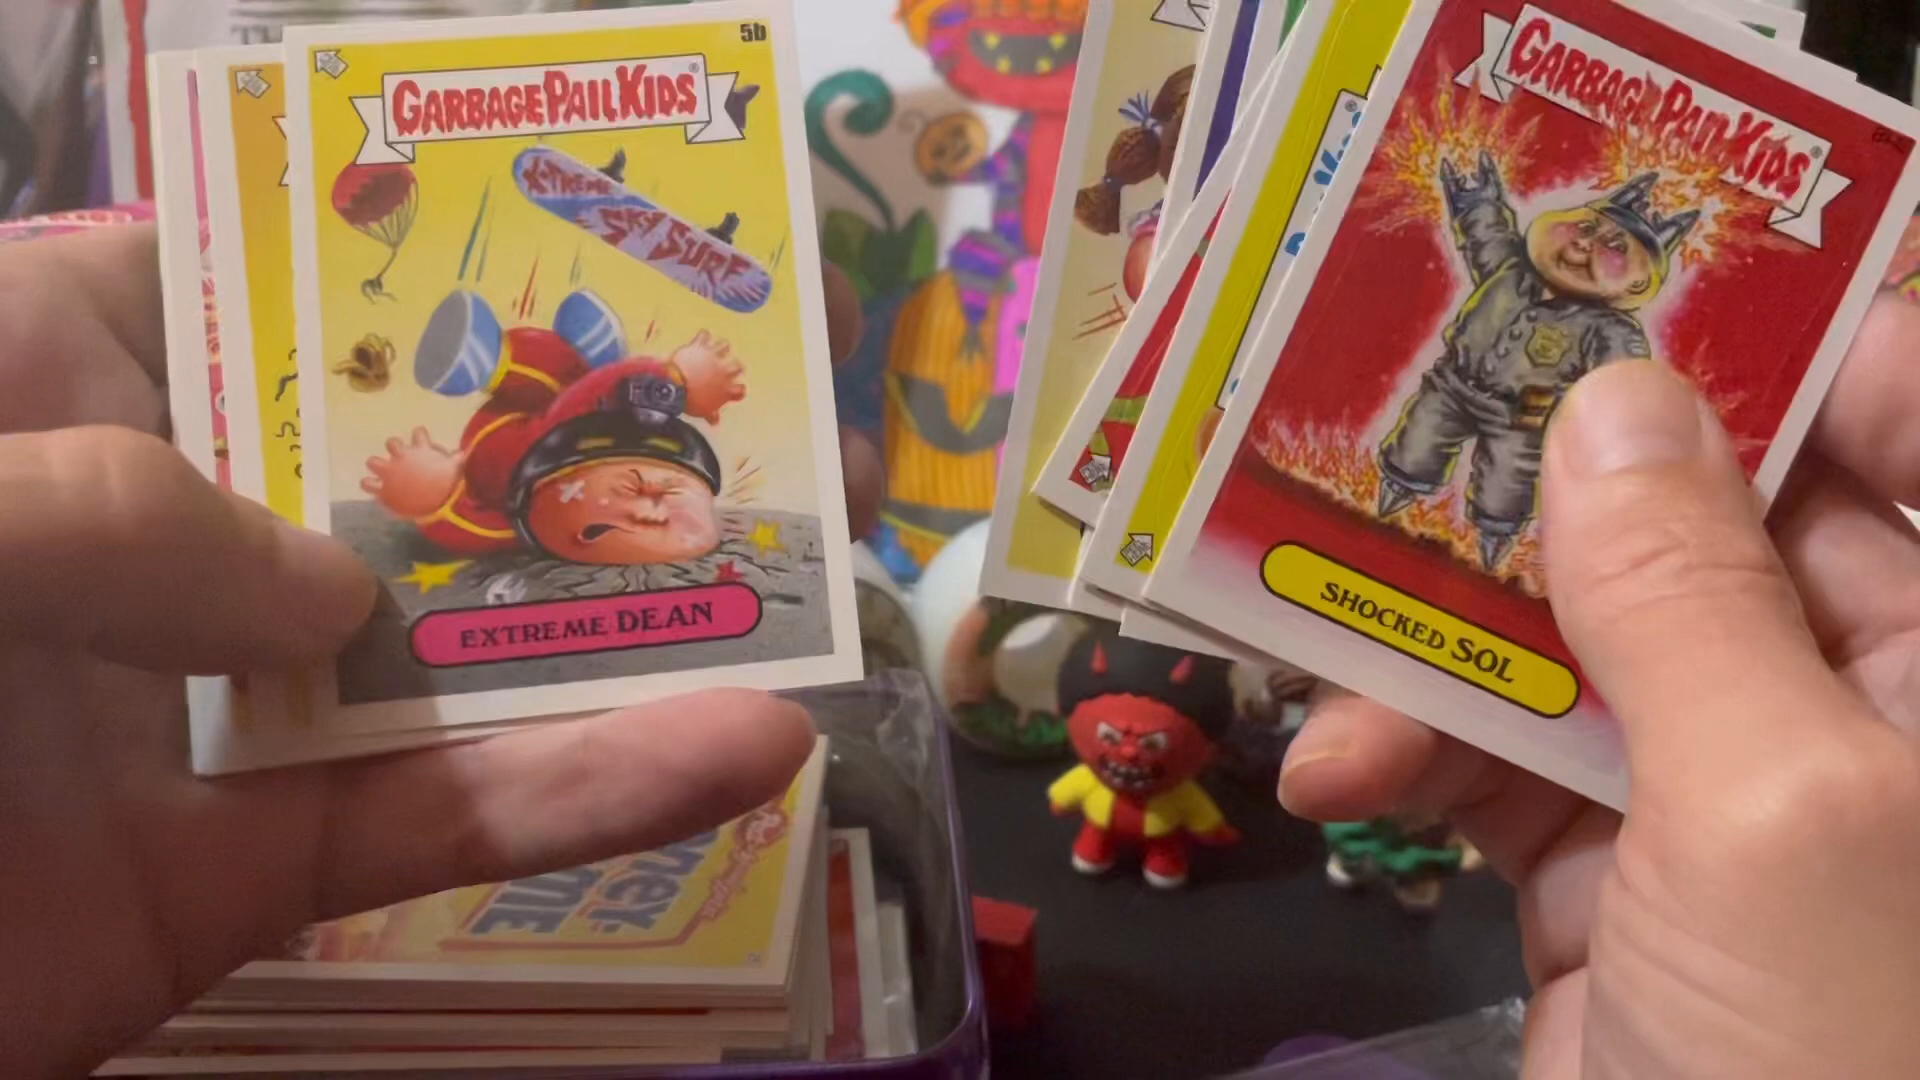 5b
GARBAGE PAIL KIDS
X-TREME
SKY SURF
EXTREME DEAN
GARBAGE PAIL KIDS
SHOCKED SOL